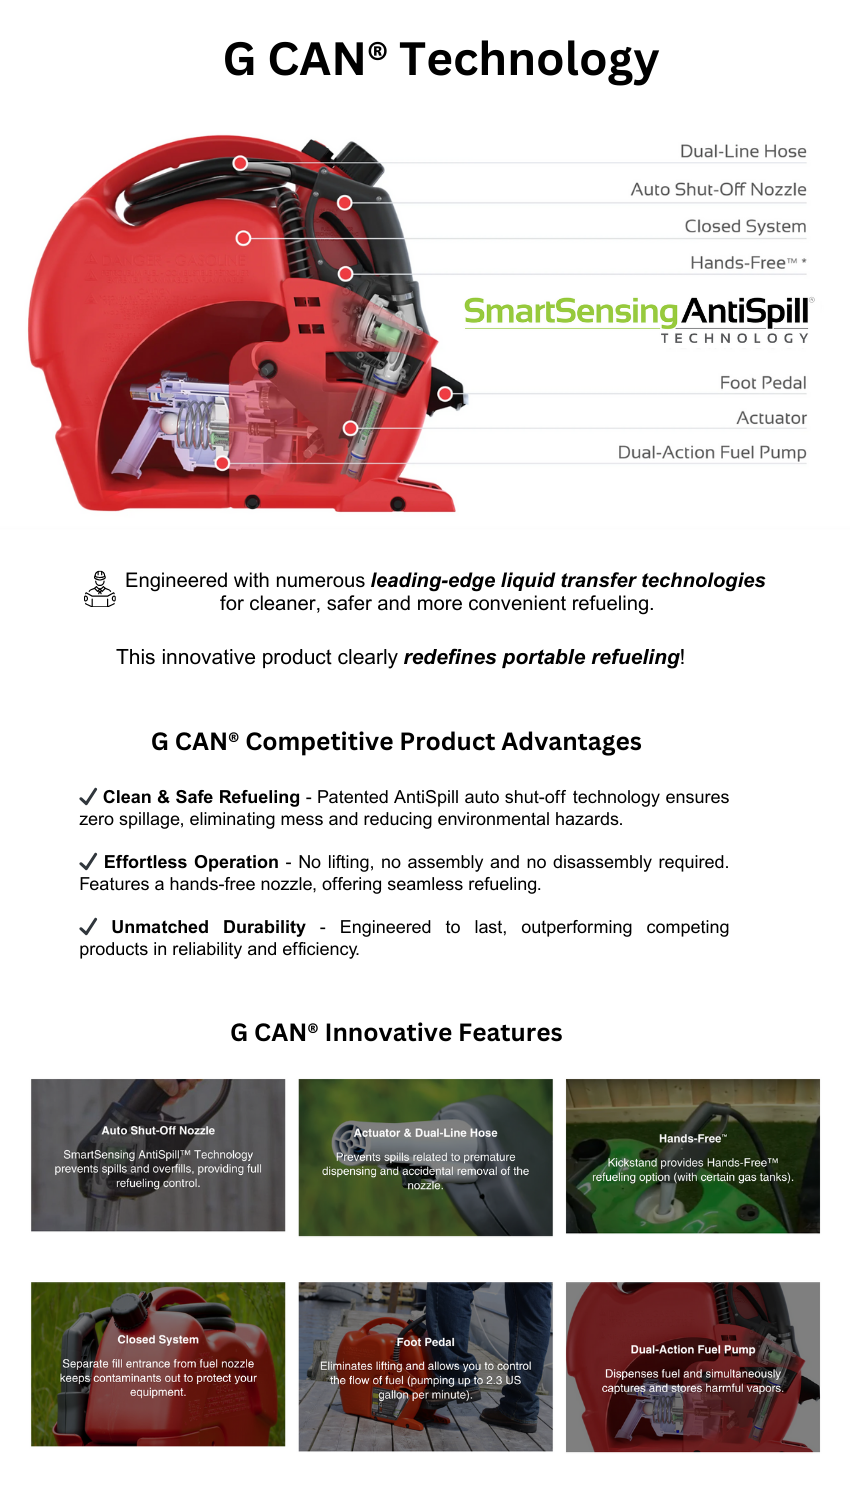 G CAN® Technology
Dual-Line Hose
Auto Shut-Off Nozzle
Closed System
Hands-Free™ *
SmartSensing AntiSpill®
TECHNOLOGY
Foot Pedal
Actuator
Dual-Action Fuel Pump
Engineered with numerous leading-edge liquid transfer technologies
for cleaner, safer and more convenient refueling.
This innovative product clearly redefines portable refueling!
G CAN® Competitive Product Advantages
✓ Clean & Safe Refueling - Patented AntiSpill auto shut-off technology ensures
zero spillage, eliminating mess and reducing environmental hazards.
✓ Effortless Operation - No lifting, no assembly and no disassembly required.
Features a hands-free nozzle, offering seamless refueling.
✓ Unmatched Durability - Engineered to last, outperforming competing
products in reliability and efficiency.
G CAN® Innovative Features
Auto Shut-Off Nozzle
SmartSensing AntiSpill™ Technology
prevents spills and overfills, providing full
refueling control.
Actuator & Dual-Line Hose
Prevents spills related to premature
dispensing and accidental removal of the
nozzle.
Hands-Free™
Kickstand provides Hands-Free™
refueling option (with certain gas tanks).
Closed System
Separate fill entrance from fuel nozzle
keeps contaminants out to protect your
equipment.
Foot Pedal
Eliminates lifting and allows you to control
the flow of fuel (pumping up to 2.3 US
gallon per minute).
Dual-Action Fuel Pump
Dispenses fuel and simultaneously
captures and stores harmful vapors.